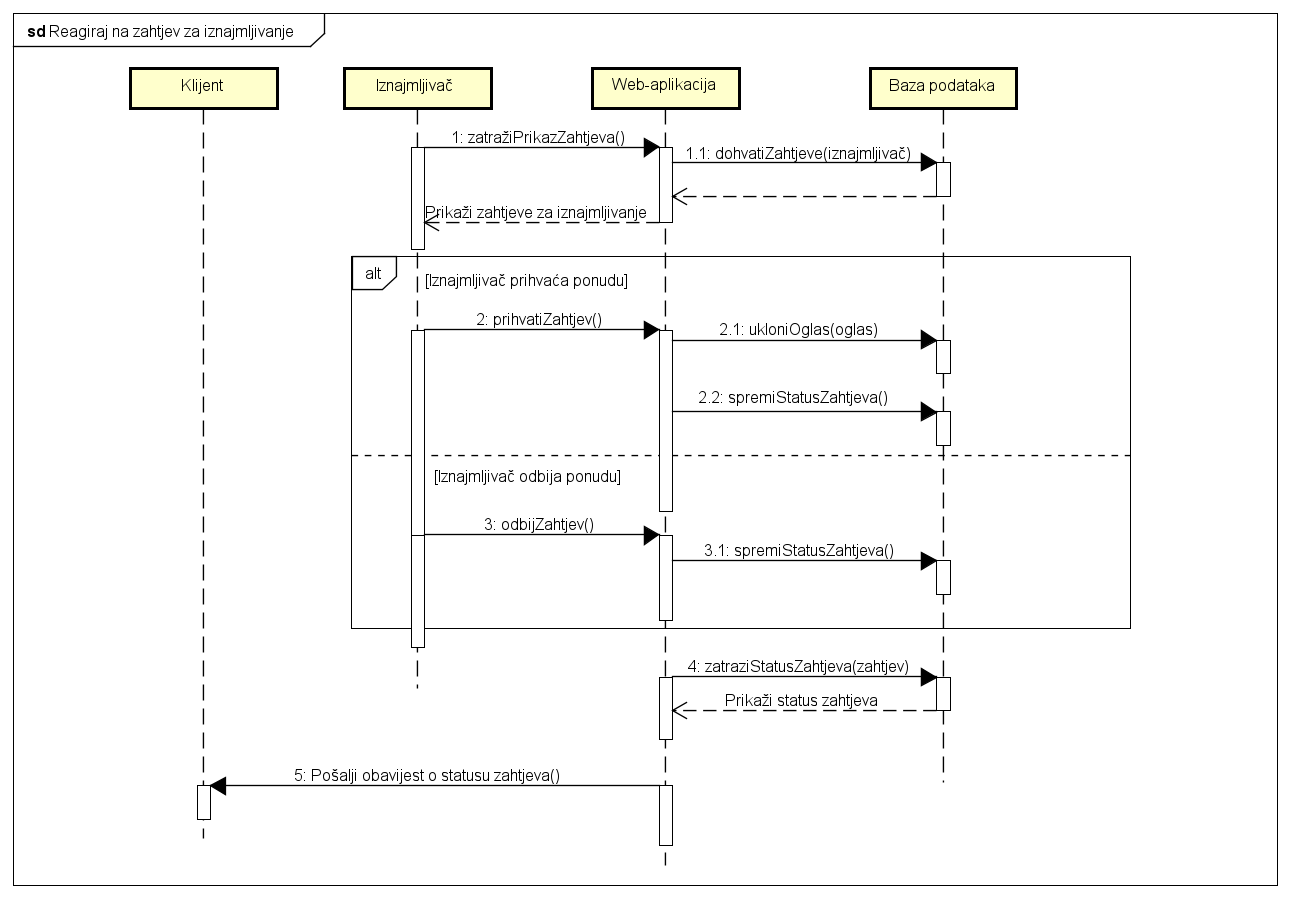 sd Reagiraj na zahtjev za iznajmljivanje
Klijent
Iznajmljivač
Web-aplikacija
Baza podataka
1: zatražiPrikazZahtjeva()
1.1: dohvatiZahtjeve(iznajmljivač)
Prikaži zahtjeve za iznajmljivanje
alt
[Iznajmljivač prihvaća ponudu]
2: prihvatiZahtjev()
2.1: ukloniOglas(oglas)
2.2: spremiStatusZahtjeva()
[Iznajmljivač odbija ponudu]
3: odbijZahtjev()
3.1: spremiStatusZahtjeva()
4: zatraziStatusZahtjeva(zahtjev)
Prikaži status zahtjeva
5: Pošalji obavijest o statusu zahtjeva()